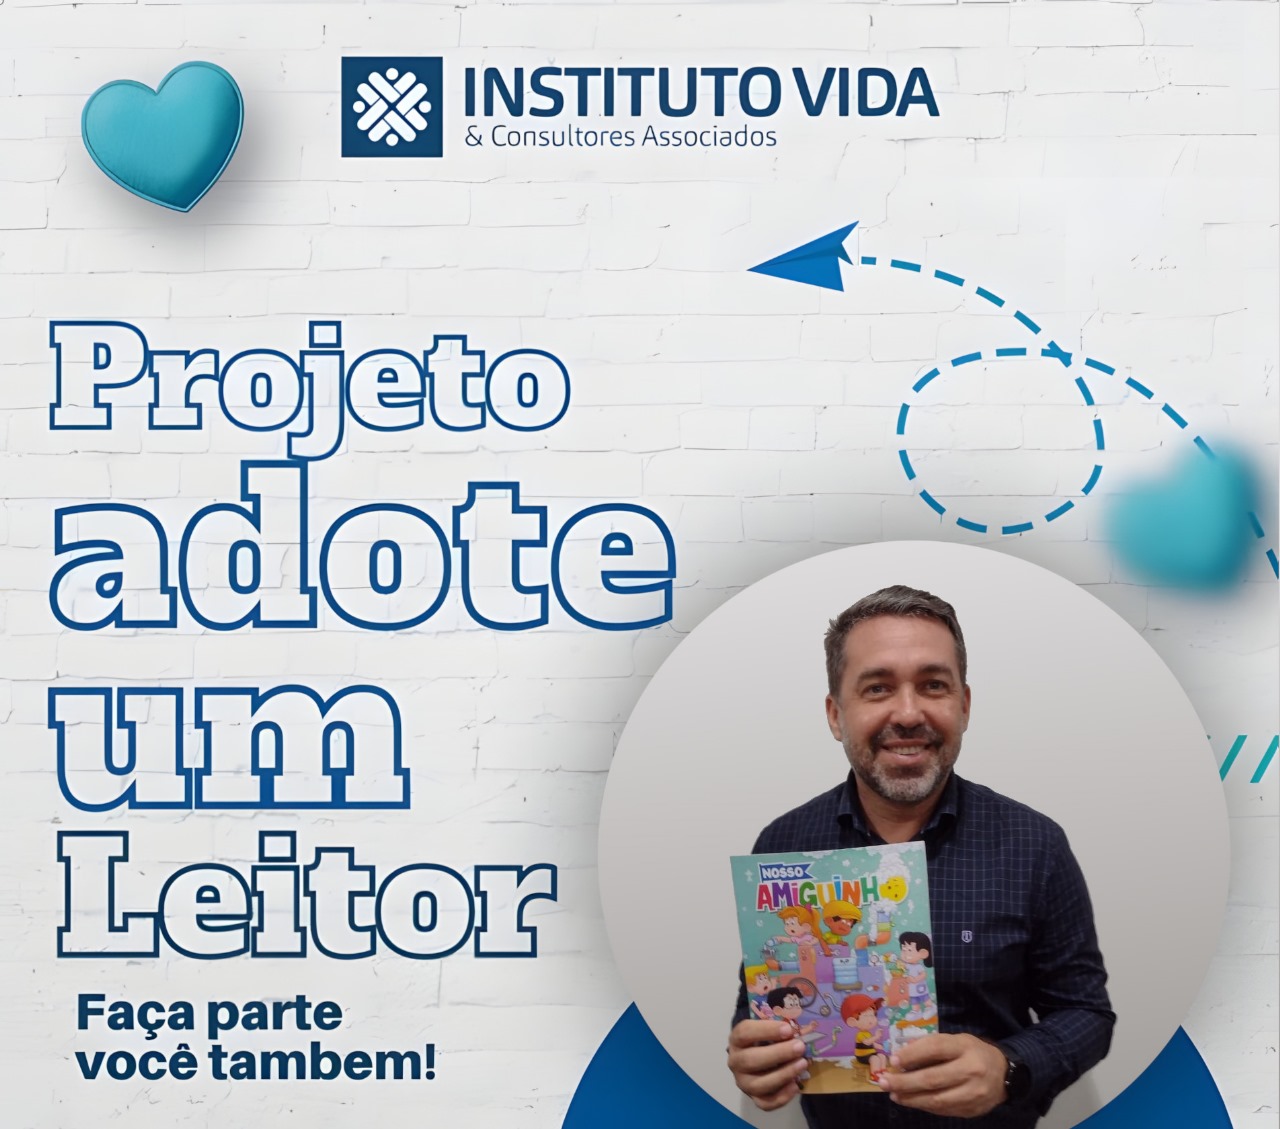 INSTITUTO VIDA
& Consultores Associados
Projeto
adote
um
Leitor
Faça parte
você tambem!
NOSSO
AMIGUINHO